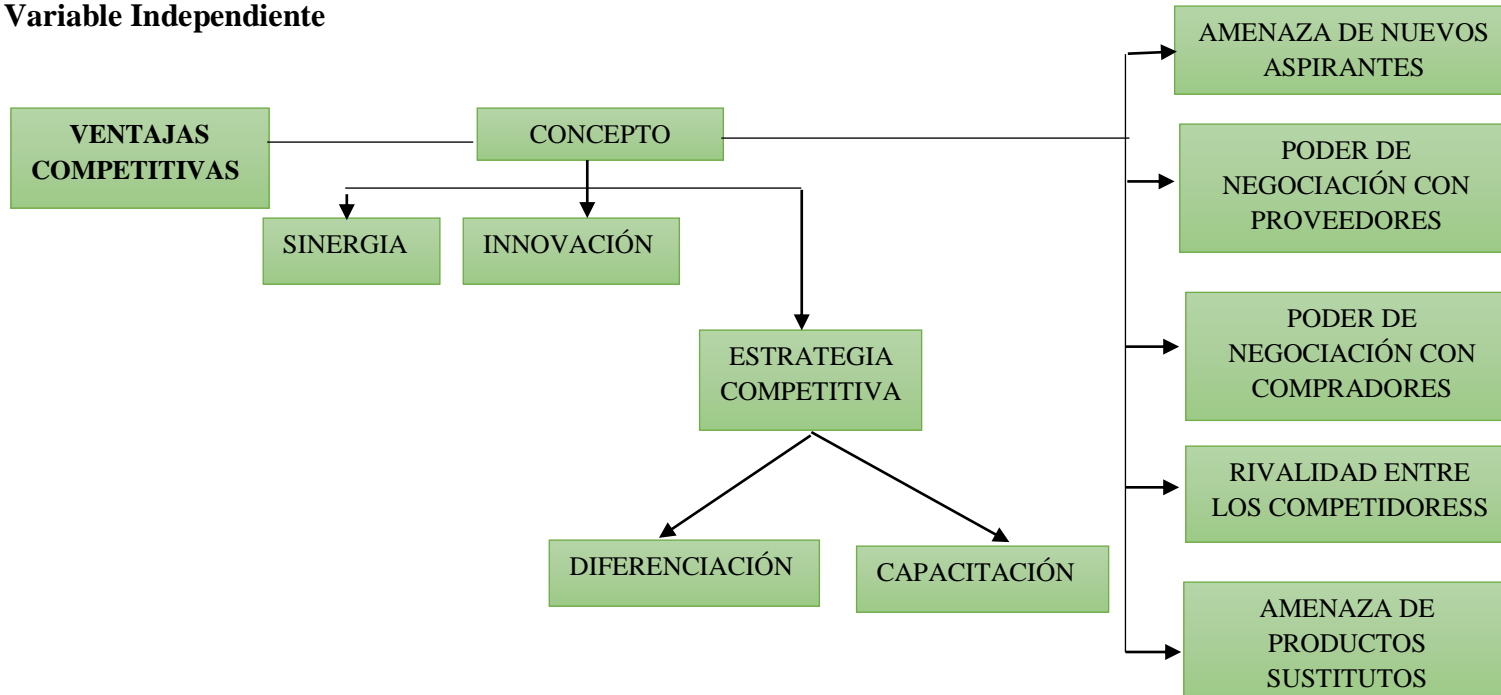 Variable Independiente
VENTAJAS
COMPETITIVAS
CONCEPTO
SINERGIA
INNOVACIÓN
ESTRATEGIA
COMPETITIVA
DIFERENCIACIÓN
CAPACITACIÓN
AMENAZA DE NUEVOS
ASPIRANTES
PODER DE
NEGOCIACIÓN CON
PROVEEDORES
PODER DE
NEGOCIACIÓN CON
COMPRADORES
RIVALIDAD ENTRE
LOS COMPETIDORESS
AMENAZA DE
PRODUCTOS
SUSTITUTOS